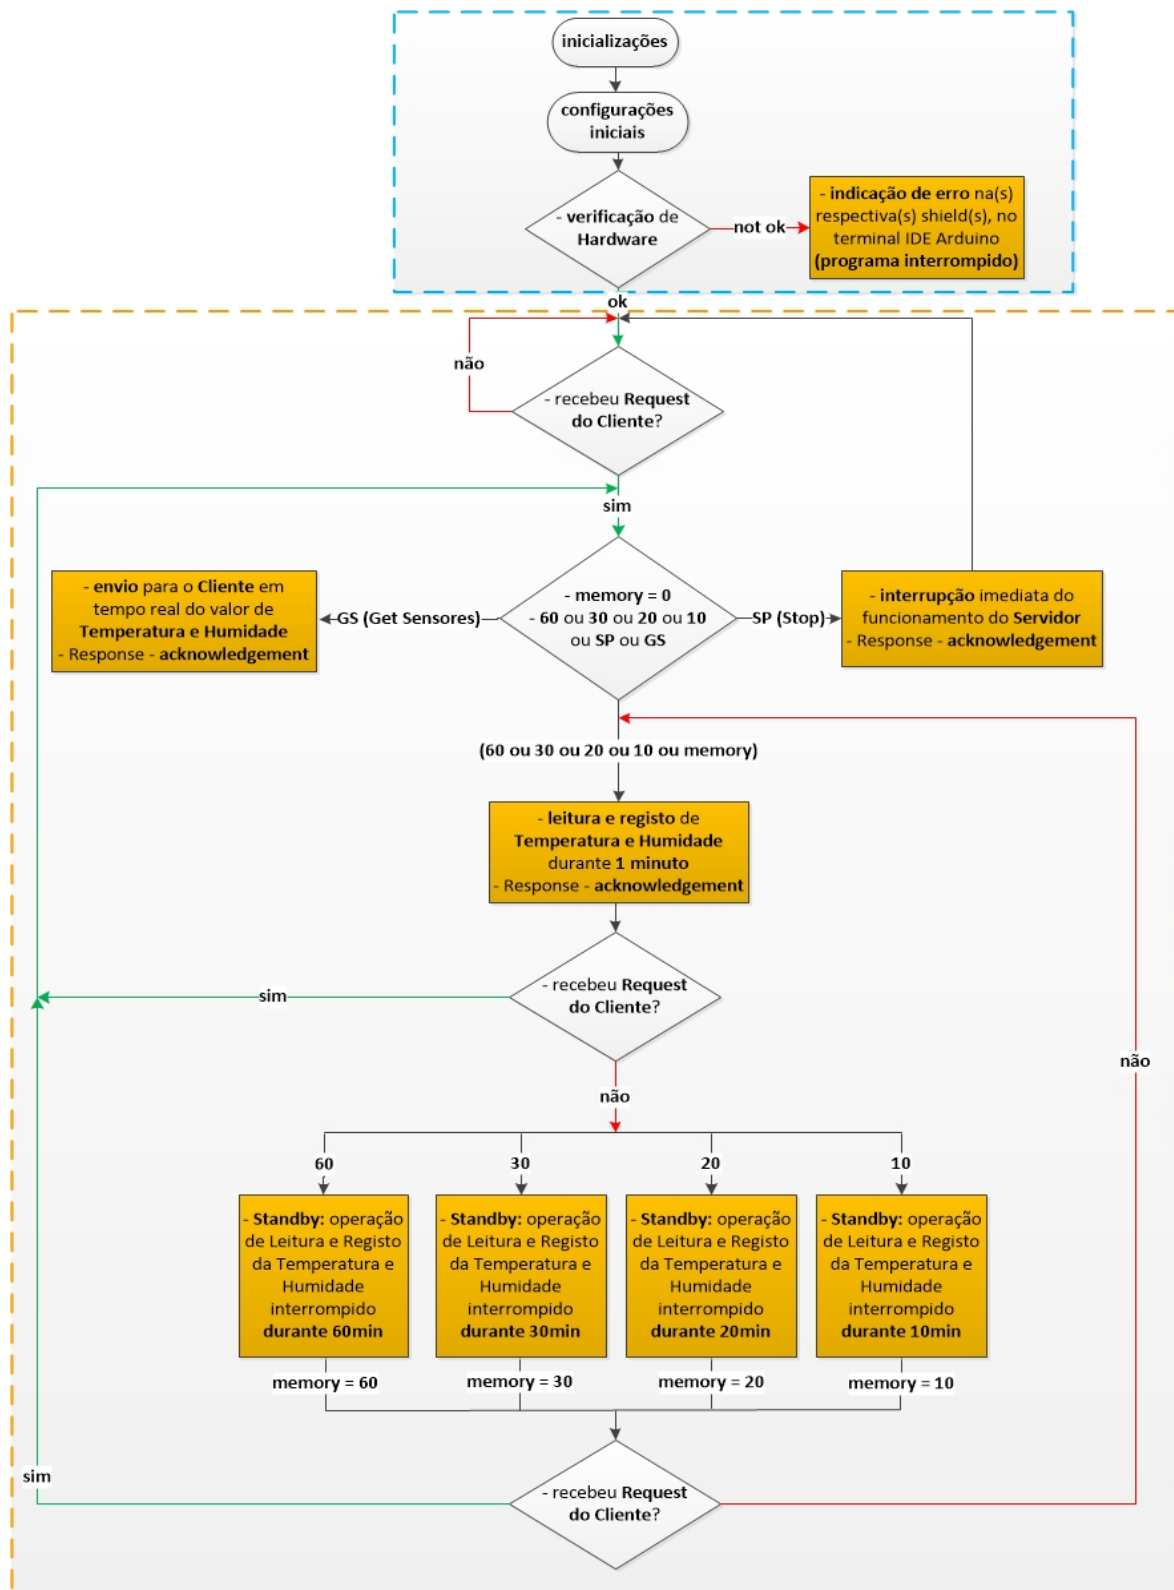 inicializações
configurações
iniciais
- verificação de
Hardware
not ok
- indicação de erro na(s)
respectiva(s) shield(s), no
terminal IDE Arduino
(programa interrompido)
ok
não
- recebeu Request
do Cliente?
sim
- envio para o Cliente em
tempo real do valor de
Temperatura e Humidade
- Response - acknowledgement
GS (Get Sensores)
- memory = 0
- 60 ou 30 ou 20 ou 10
ou SP ou GS
SP (Stop)
- interrupção imediata do
funcionamento do Servidor
- Response - acknowledgement
(60 ou 30 ou 20 ou 10 ou memory)
- leitura e registo de
Temperatura e Humidade
durante 1 minuto
- Response - acknowledgement
- recebeu Request
do Cliente?
sim
não
não
60
30
20
10
- Standby: operação
de Leitura e Registo
da Temperatura e
Humidade
interrompido
durante 60min
- Standby: operação
de Leitura e Registo
da Temperatura e
Humidade
interrompido
durante 30min
- Standby: operação
de Leitura e Registo
da Temperatura e
Humidade
interrompido
durante 20min
- Standby: operação
de Leitura e Registo
da Temperatura e
Humidade
interrompido
durante 10min
memory = 60
memory = 30
memory = 20
memory = 10
sim
- recebeu Request
do Cliente?